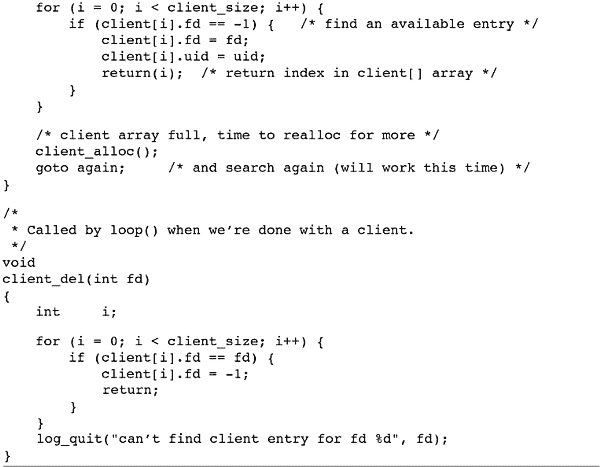 for (i = 0; i < client_size; i++) {
        if (client[i].fd == -1) {   /* find an available entry */
            client[i].fd = fd;
            client[i].uid = uid;
            return(i);  /* return index in client[] array */
        }
    }

    /* client array full, time to realloc for more */
    client_alloc();
    goto again;     /* and search again (will work this time) */
}

/*
 * Called by loop() when we're done with a client.
 */
void
client_del(int fd)
{
    int     i;

    for (i = 0; i < client_size; i++) {
        if (client[i].fd == fd) {
            client[i].fd = -1;
            return;
        }
    }
    log_quit("can't find client entry for fd %d", fd);
}